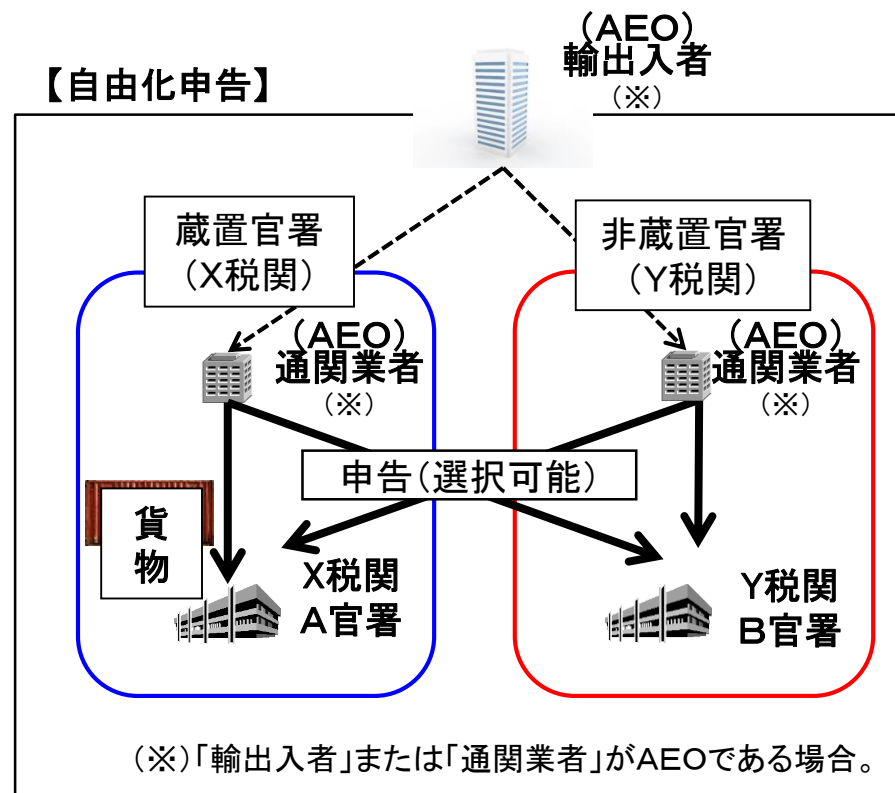 (AEO)
輸出入者
(※)
【自由化申告】
蔵置官署
(X税関)
非蔵置官署
(Y税関)
(AEO)
通関業者
(※)
(AEO)
通関業者
(※)
申告(選択可能)
貨
物
X税関
A官署
Y税関
B官署
(※)「輸出入者」または「通関業者」がAEOである場合。